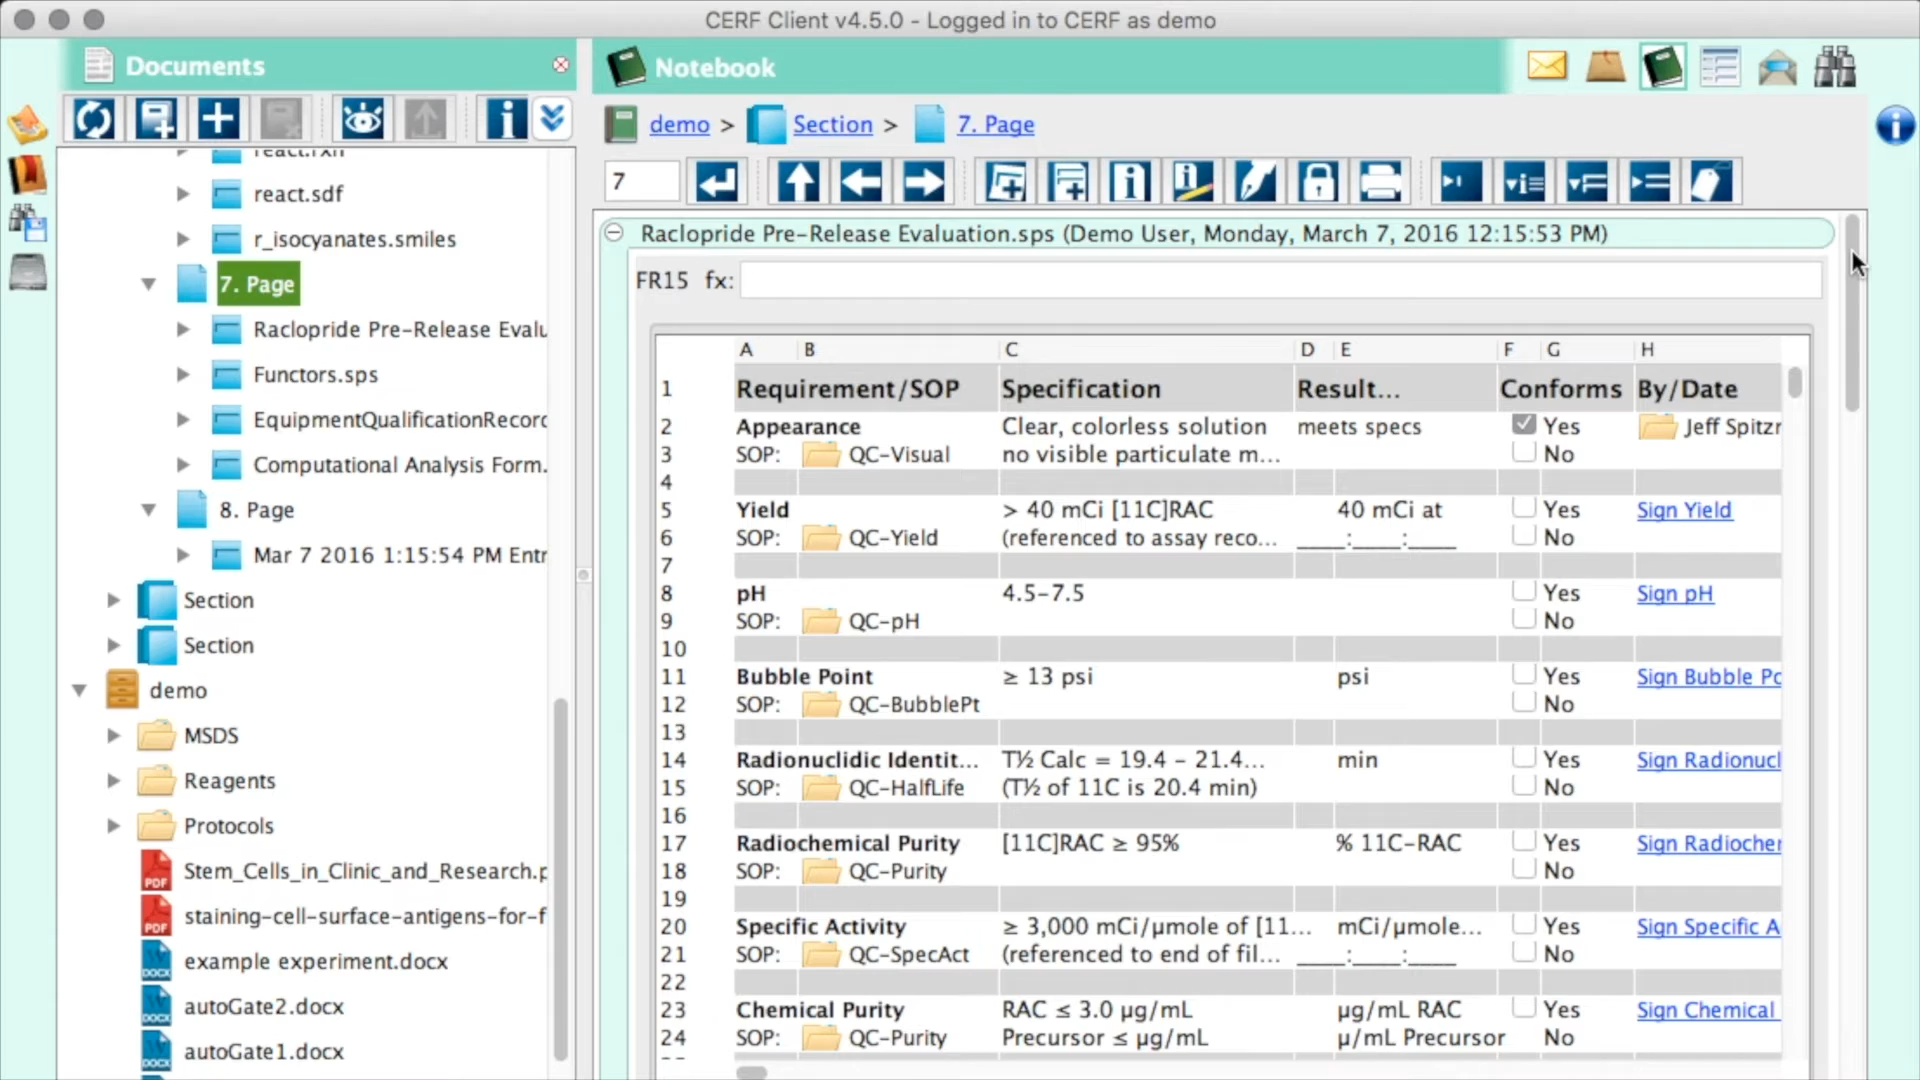 CERF Client v4.5.0 - Logged in to CERF as demo
Documents
react.sdf
r_isocyanates.smiles
7. Page
Raclopride Pre-Release Evalu
Functors.sps
EquipmentQualificationRecord
Computational Analysis Form.
8. Page
Mar 7 2016 1:15:54 PM Entr
Section
Section
demo
MSDS
Reagents
Protocols
PDF Stem_Cells_in_Clinic_and_Research.p
PDF staining-cell-surface-antigens-for-f
DOCX example experiment.docx
DOCX autoGate2.docx
DOCX autoGate1.docx
Notebook
demo > Section > 7. Page
7
Raclopride Pre-Release Evaluation.sps (Demo User, Monday, March 7, 2016 12:15:53 PM)
FR15 fx:
A B C D E F G H
1 Requirement/SOP Specification Result... Conforms By/Date
2 Appearance Clear, colorless solution meets specs Yes Jeff Spitzr
3 SOP: QC-Visual no visible particulate m... No
4
5 Yield > 40 mCi [11C]RAC 40 mCi at Yes Sign Yield
6 SOP: QC-Yield (referenced to assay reco... ____:____:____ No
7
8 pH 4.5-7.5 Yes Sign pH
9 SOP: QC-pH No
10
11 Bubble Point ≥ 13 psi psi Yes Sign Bubble Po
12 SOP: QC-BubblePt No
13
14 Radionuclidic Identit... T½ Calc = 19.4 - 21.4... min Yes Sign Radionucl
15 SOP: QC-HalfLife (T½ of 11C is 20.4 min) No
16
17 Radiochemical Purity [11C]RAC ≥ 95% % 11C-RAC Yes Sign Radiocher
18 SOP: QC-Purity No
19
20 Specific Activity ≥ 3,000 mCi/µmole of [11... mCi/µmole... Yes Sign Specific A
21 SOP: QC-SpecAct (referenced to end of fil... ____:____:____ No
22
23 Chemical Purity RAC ≤ 3.0 µg/mL µg/mL RAC Yes Sign Chemical
24 SOP: QC-Purity Precursor ≤ µg/mL µ/mL Precursor No